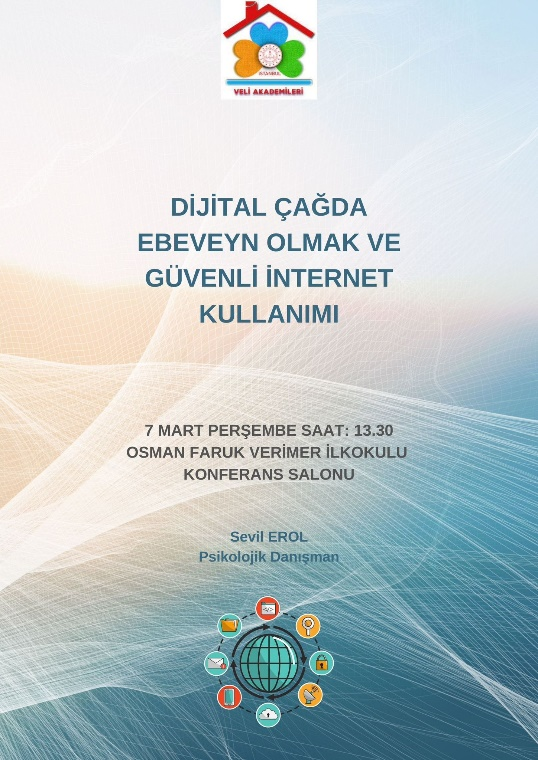 İSTANBUL
VELİ AKADEMİLERİ
DİJİTAL ÇAĞDA
EBEVEYN OLMAK VE
GÜVENLİ İNTERNET
KULLANIMI
7 MART PERŞEMBE SAAT: 13.30
OSMAN FARUK VERİMER İLKOKULU
KONFERANS SALONU
Sevil EROL
Psikolojik Danışman